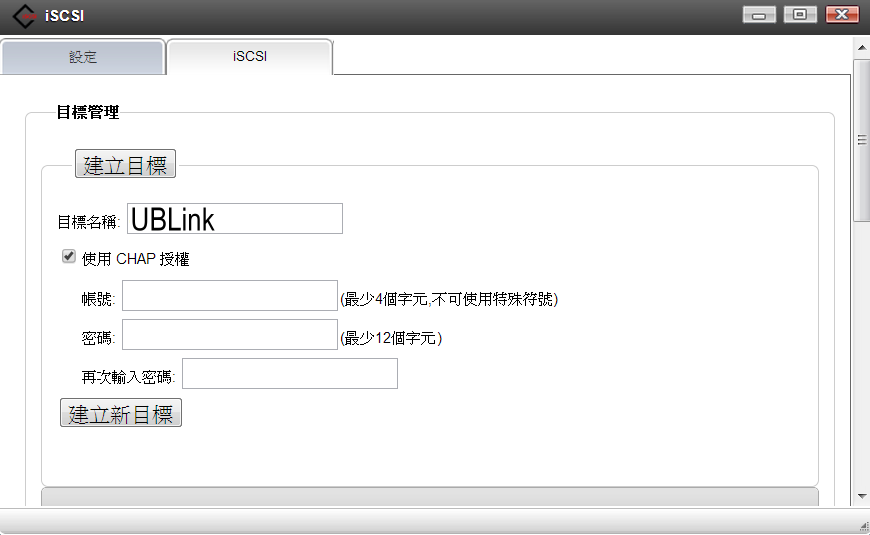 iSCSI
設定
iSCSI
目標管理
建立目標
目標名稱: UBLink
使用 CHAP 授權
帳號: (最少4個字元,不可使用特殊符號)
密碼: (最少12個字元)
再次輸入密碼:
建立新目標